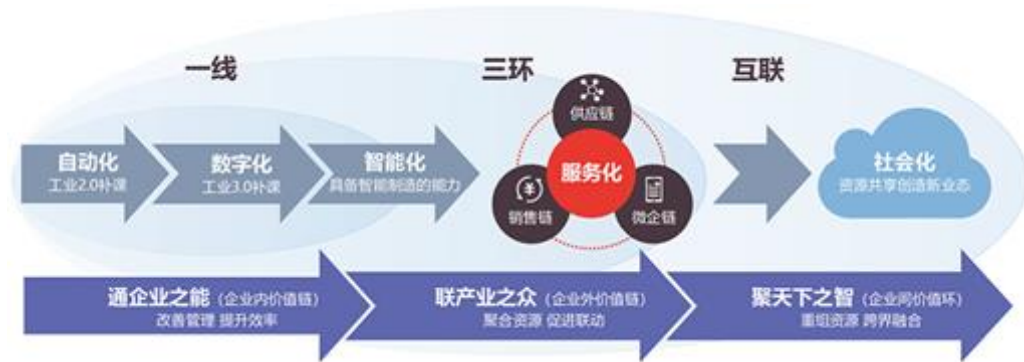 一线
三环
互联
自动化
工业2.0补课
数字化
工业3.0补课
智能化
具备智能制造的能力
供应链
服务化
销售链
微企链
社会化
资源共享创造新业态
通企业之能（企业内价值链）
改善管理 提升效率
联产业之众（企业外价值链）
聚合资源 促进联动
聚天下之智（企业间价值环）
重组资源 跨界融合